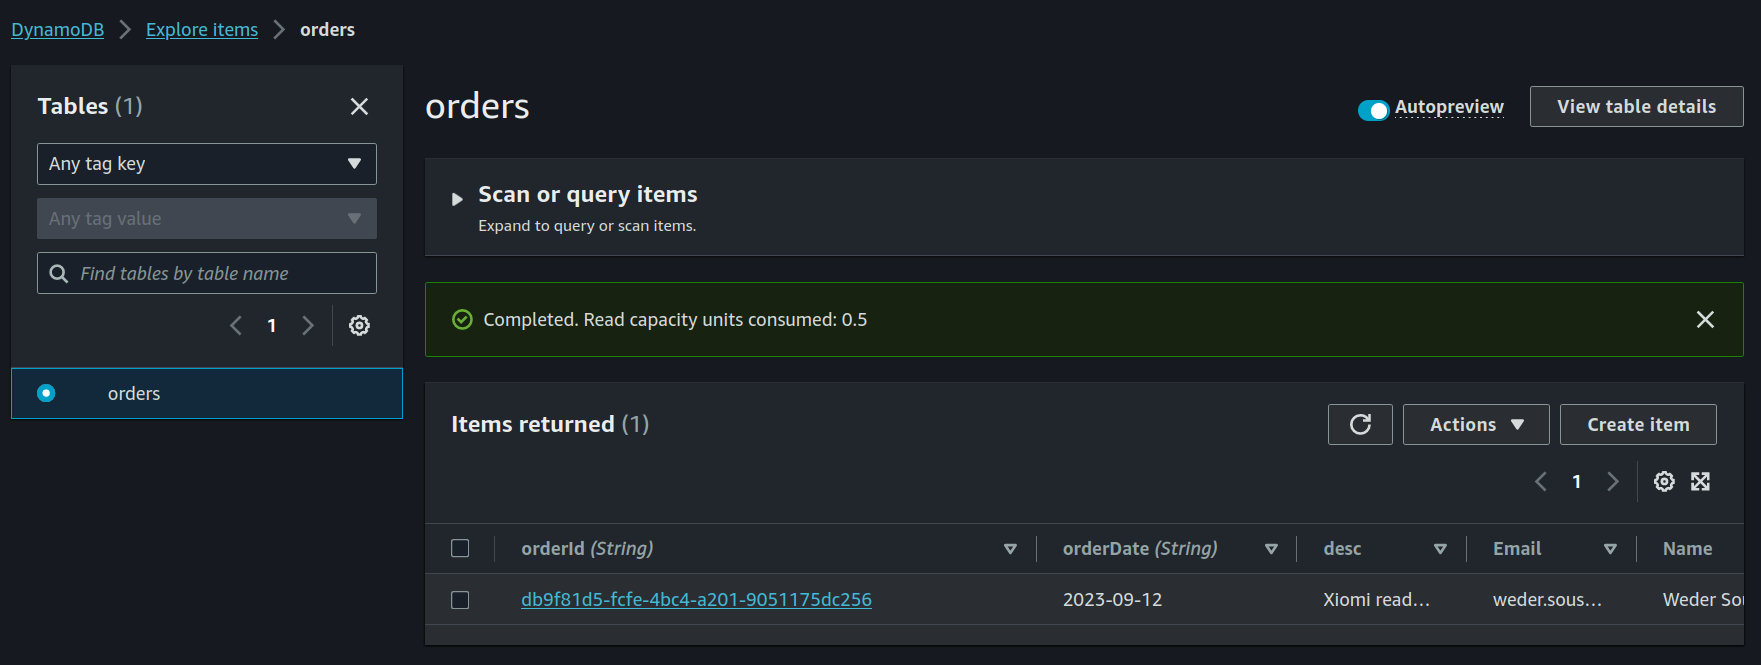 DynamoDB > Explore items > orders
Tables (1)
Any tag key
Any tag value
Find tables by table name
1
orders
orders
Autopreview
View table details
Scan or query items
Expand to query or scan items.
Completed. Read capacity units consumed: 0.5
Items returned (1)
Actions
Create item
1
orderId (String) orderDate (String) desc Email Name
db9f81d5-fcfe-4bc4-a201-9051175dc256 2023-09-12 Xiomi read... weder.sous... Weder So